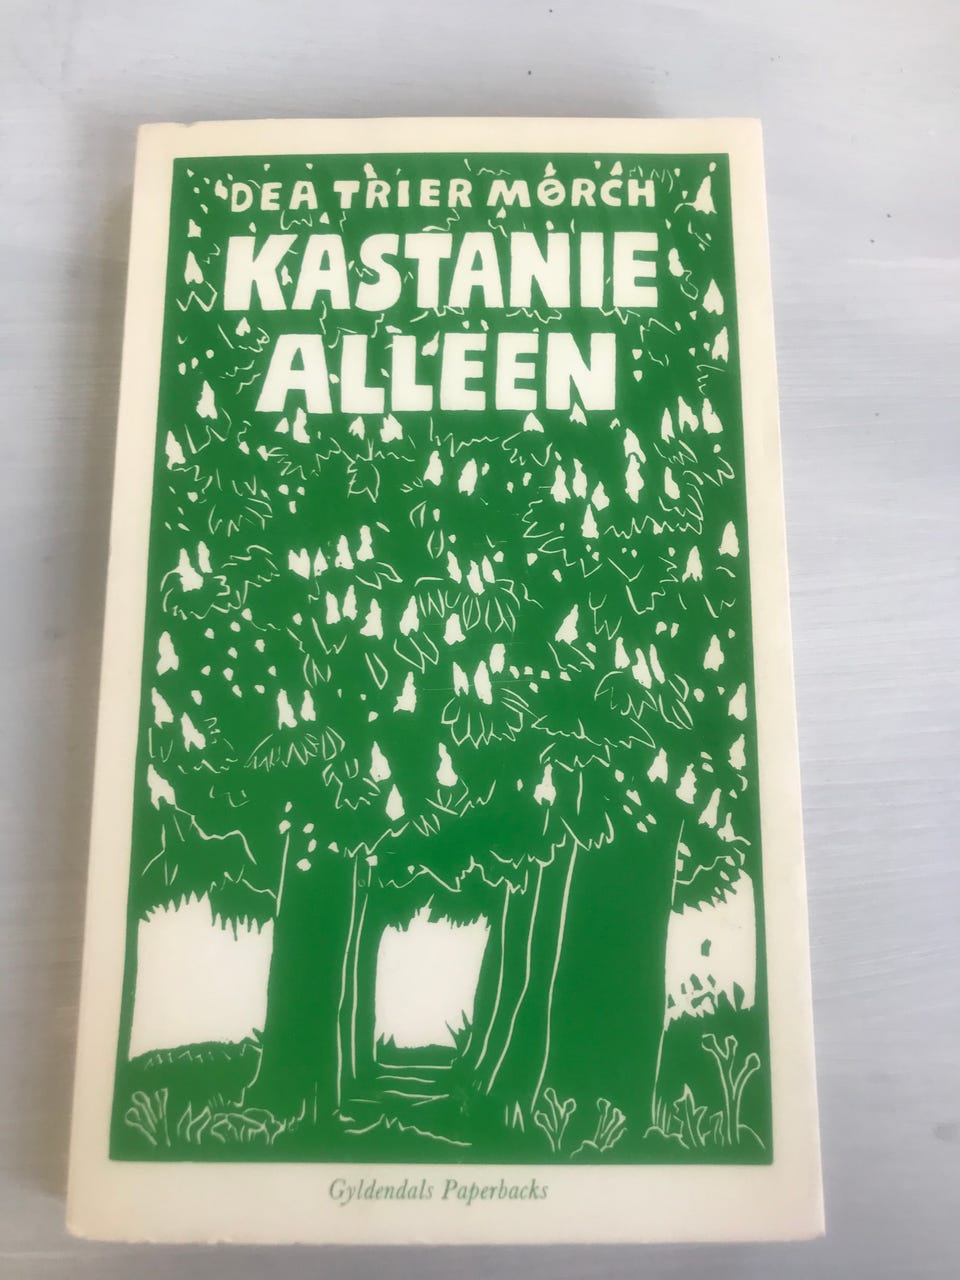 DEA TRIER MØRCH
KASTANIE
ALLEEN
Gyldendals Paperbacks